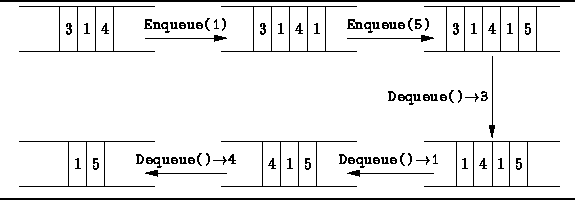 3 1 4 Enqueue(1) 3 1 4 1 Enqueue(5) 3 1 4 1 5
Dequeue()→3
1 5 Dequeue()→4 4 1 5 Dequeue()→1 1 4 1 5